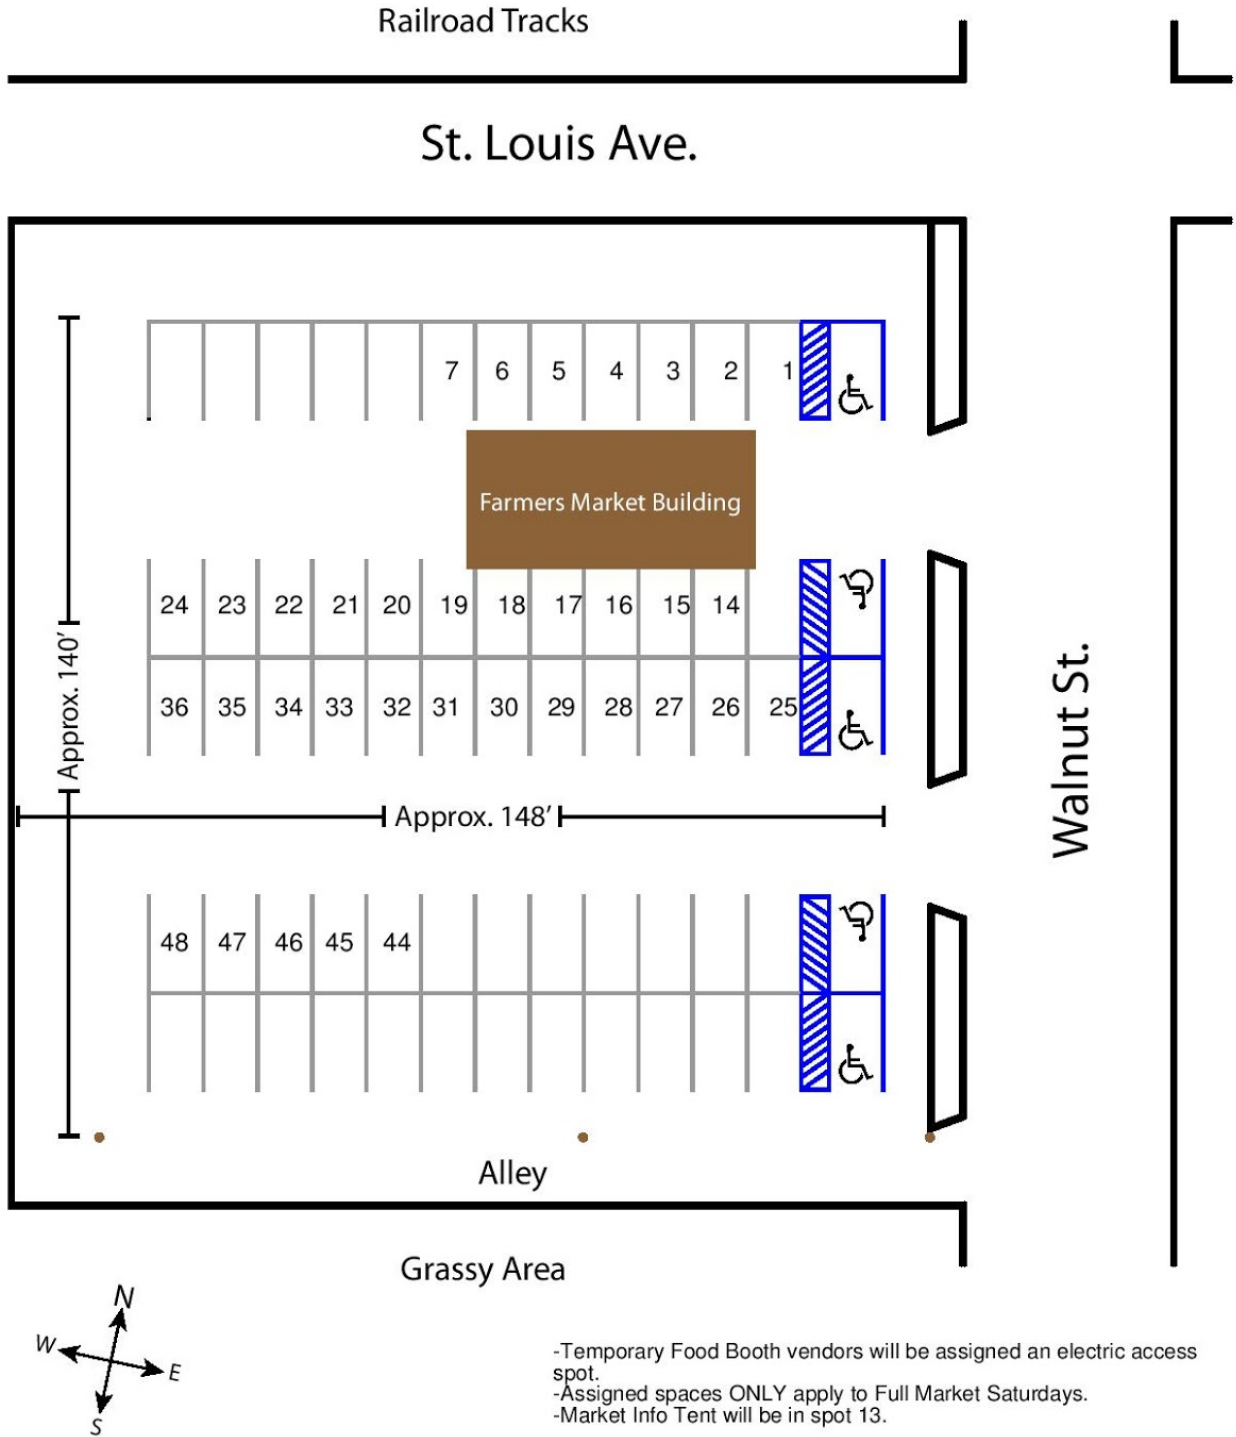 Railroad Tracks
St. Louis Ave.
7 6 5 4 3 2 1
Farmers Market Building
24 23 22 21 20 19 18 17 16 15 14
36 35 34 33 32 31 30 29 28 27 26 25
Approx. 140’
Approx. 148’
Walnut St.
48 47 46 45 44
Alley
Grassy Area
N
W
E
S
-Temporary Food Booth vendors will be assigned an electric access
spot.
-Assigned spaces ONLY apply to Full Market Saturdays.
-Market Info Tent will be in spot 13.